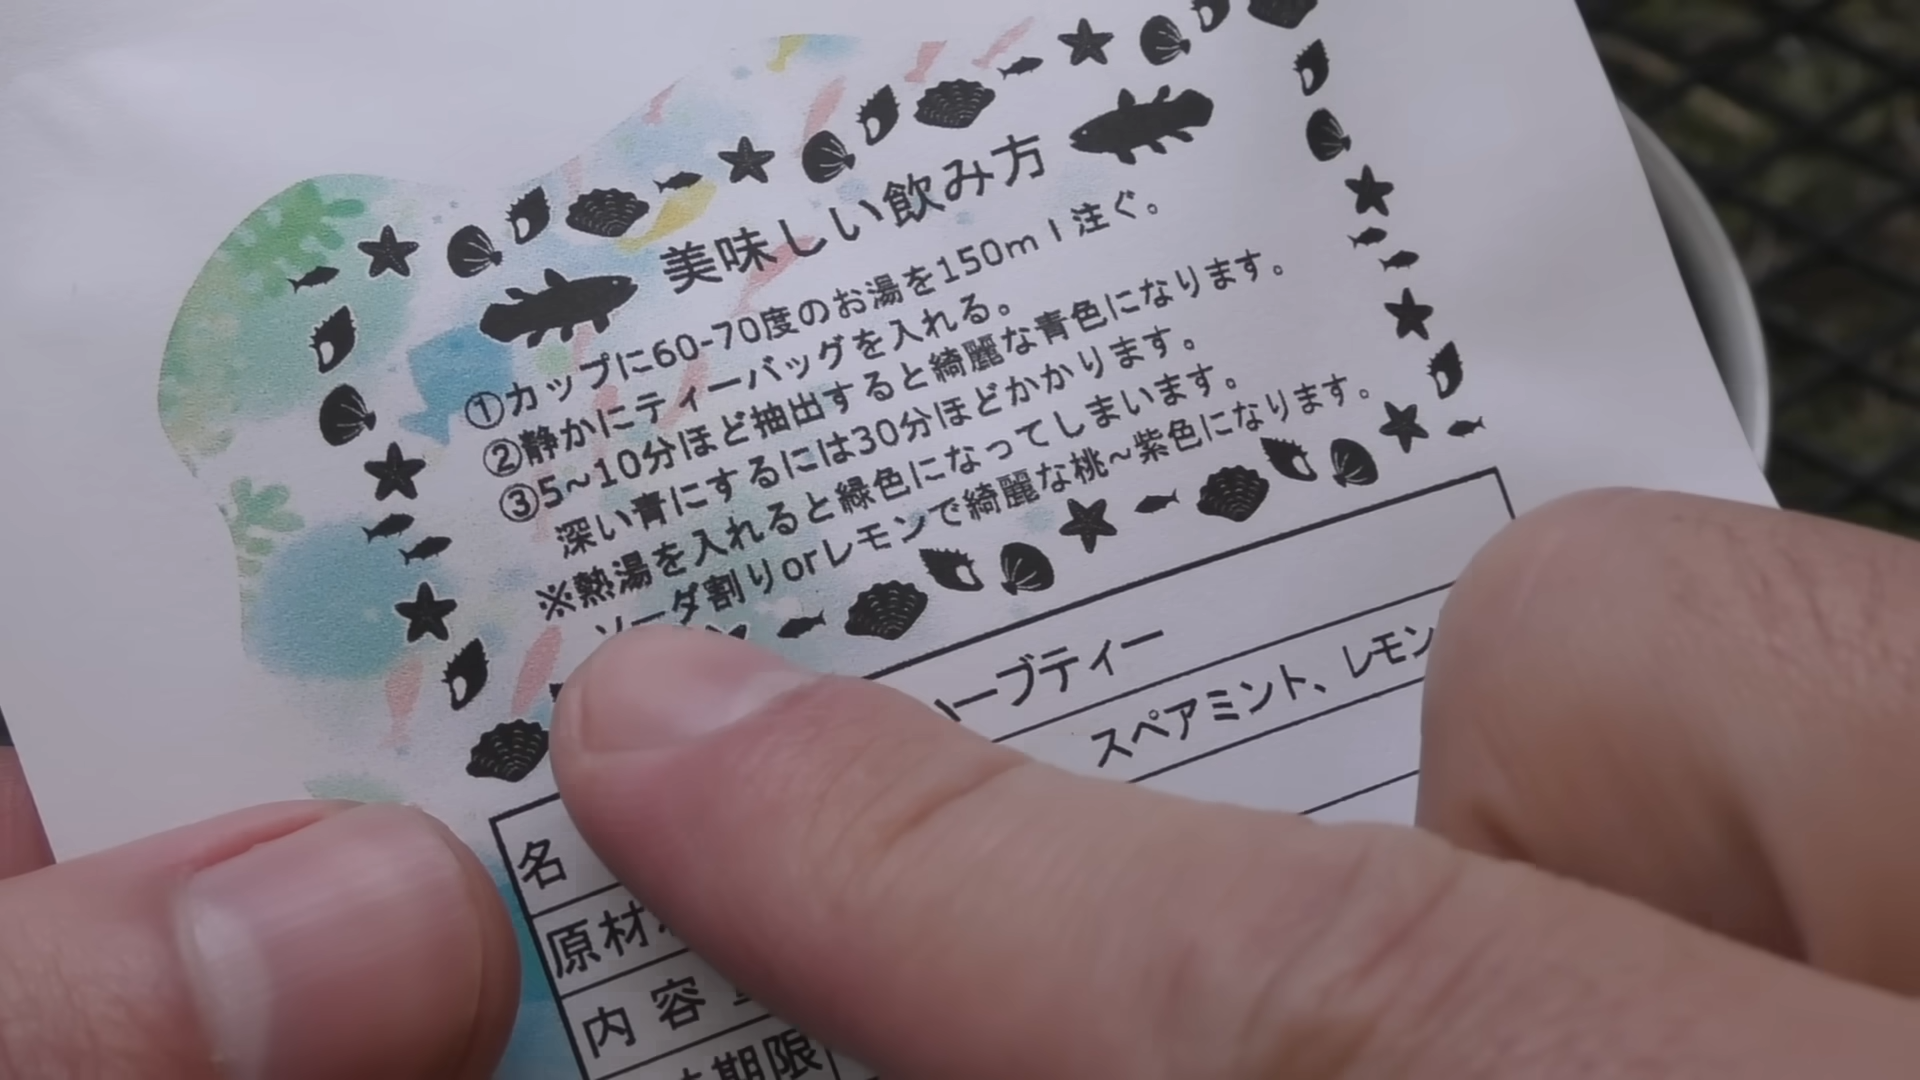 美味しい飲み方
①カップに60-70度のお湯を150ml注ぐ。
②静かにティーバッグを入れる。
③5~10分ほど抽出すると綺麗な青色になります。
深い青にするには30分ほどかかります。
※熱湯を入れると緑色になってしまいます。
ソーダ割りorレモンで綺麗な桃~紫色になります。
名 ハーブティー
原材 スペアミント、レモン
内容
期限